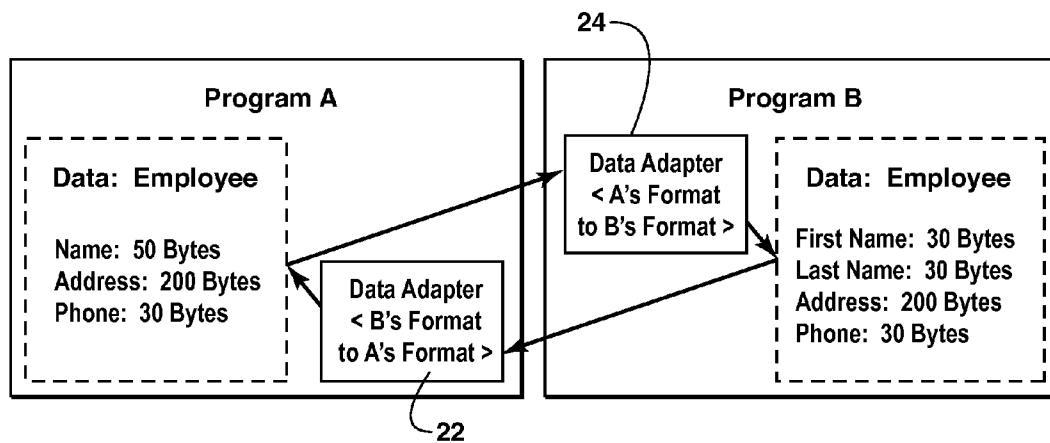 24
Program A
Data: Employee
Name: 50 Bytes
Address: 200 Bytes
Phone: 30 Bytes
Data Adapter
< B's Format
to A's Format >
22
Program B
Data Adapter
< A's Format
to B's Format >
Data: Employee
First Name: 30 Bytes
Last Name: 30 Bytes
Address: 200 Bytes
Phone: 30 Bytes